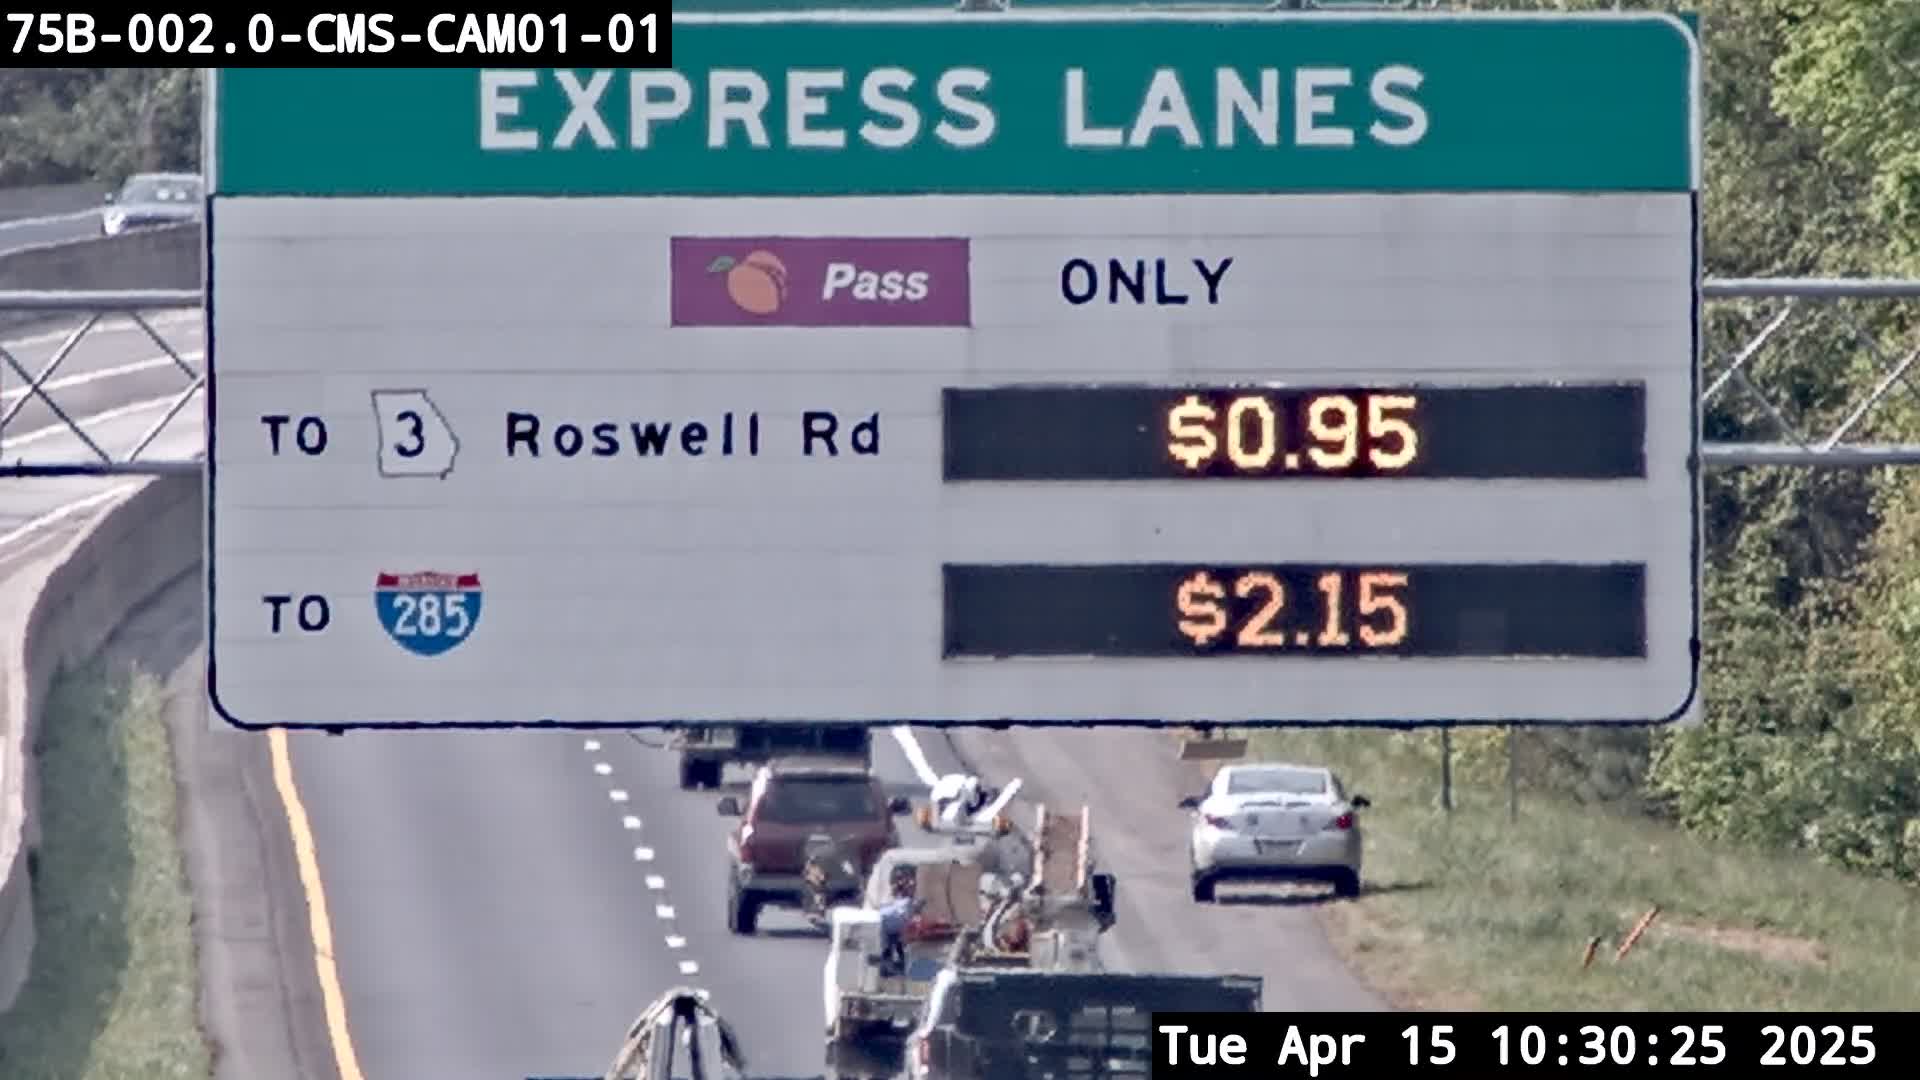 75B-002.0-CMS-CAM01-01
EXPRESS LANES
Pass ONLY
TO 3 Roswell Rd $0.95
TO 285 $2.15
Tue Apr 15 10:30:25 2025